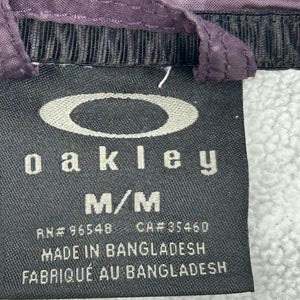 oakley
M/M
RN# 96548 CA# 35460
MADE IN BANGLADESH
FABRIQUÉ AU BANGLADESH